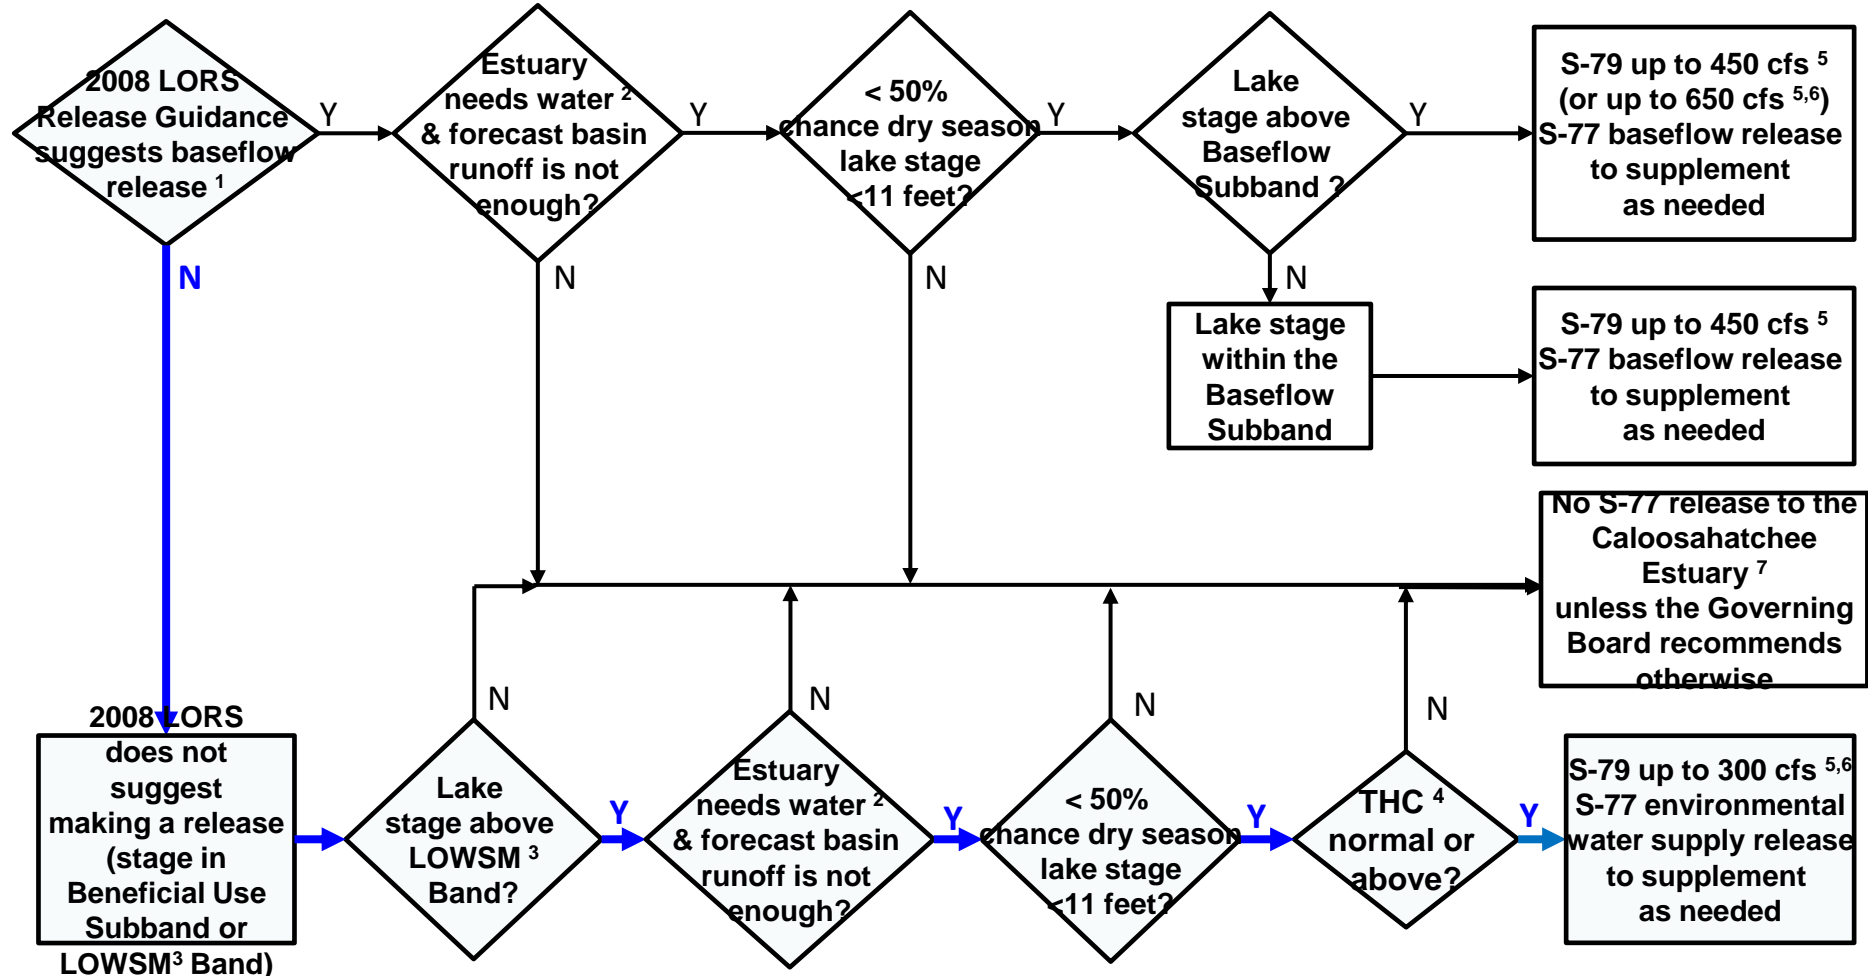 2008 LORS
Release Guidance
suggests baseflow
release 1
Y
N
Estuary
needs water 2
& forecast basin
runoff is not
enough?
Y
N
< 50%
chance dry season
lake stage
<11 feet?
Y
N
Lake
stage above
Baseflow
Subband ?
Y
N
S-79 up to 450 cfs 5
(or up to 650 cfs 5,6)
S-77 baseflow release
to supplement
as needed
Lake stage
within the
Baseflow
Subband
S-79 up to 450 cfs 5
S-77 baseflow release
to supplement
as needed
No S-77 release to the
Caloosahatchee
Estuary 7
unless the Governing
Board recommends
otherwise
2008 LORS
does not
suggest
making a release
(stage in
Beneficial Use
Subband or
LOWSM3 Band)
N
Lake
stage above
LOWSM 3
Band?
Y
N
Estuary
needs water 2
& forecast basin
runoff is not
enough?
Y
N
< 50%
chance dry season
lake stage
<11 feet?
Y
N
THC 4
normal or
above?
Y
S-79 up to 300 cfs 5,6
S-77 environmental
water supply release
to supplement
as needed